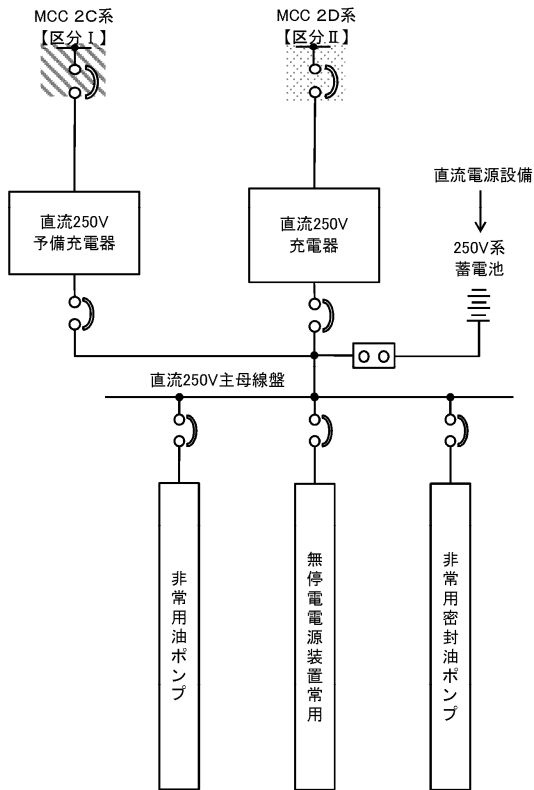 MCC 2C系
【区分Ⅰ】
MCC 2D系
【区分Ⅱ】
直流電源設備
直流250V
予備充電器
直流250V
充電器
250V系
蓄電池
直流250V主母線盤
非常用油ポンプ
無停電電源装置常用
非常用密封油ポンプ